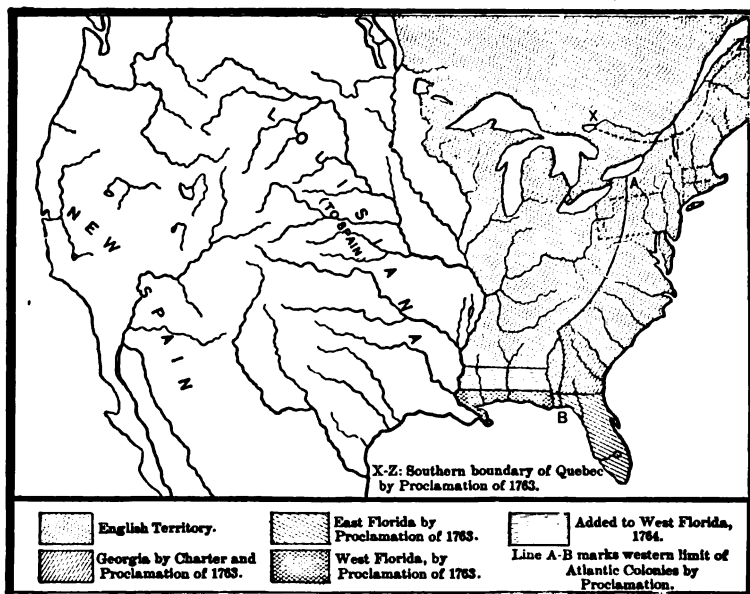 X
A
LOUISIANA
(TO SPAIN)
NEW
SPAIN
B
X-Z: Southern boundary of Quebec
by Proclamation of 1763.
English Territory.
Georgia by Charter and
Proclamation of 1763.
East Florida by
Proclamation of 1763.
West Florida, by
Proclamation of 1763.
Added to West Florida,
1764.
Line A-B marks western limit of
Atlantic Colonies by
Proclamation.